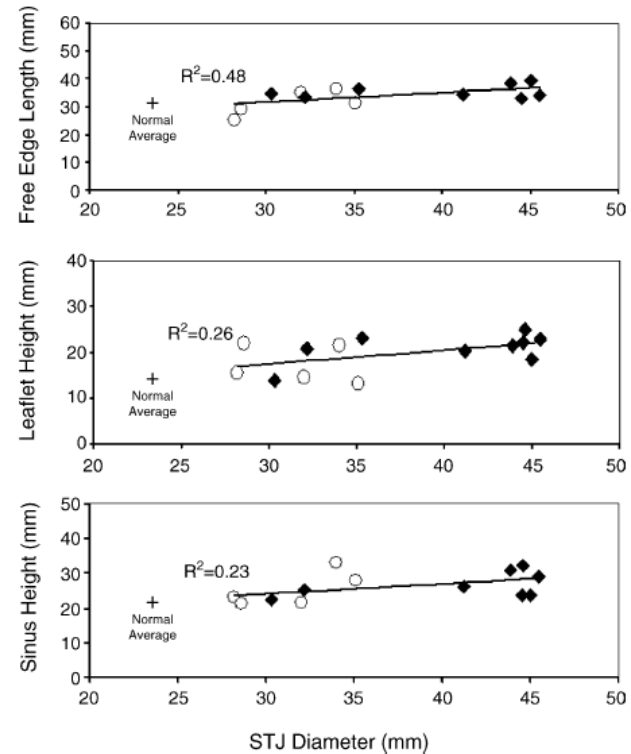 Free Edge Length (mm)
60
50
40
30
20
10
0
R²=0.48
Normal
Average
20 25 30 35 40 45 50
Leaflet Height (mm)
40
30
20
10
0
R²=0.26
Normal
Average
20 25 30 35 40 45 50
Sinus Height (mm)
50
40
30
20
10
0
R²=0.23
Normal
Average
20 25 30 35 40 45 50
STJ Diameter (mm)